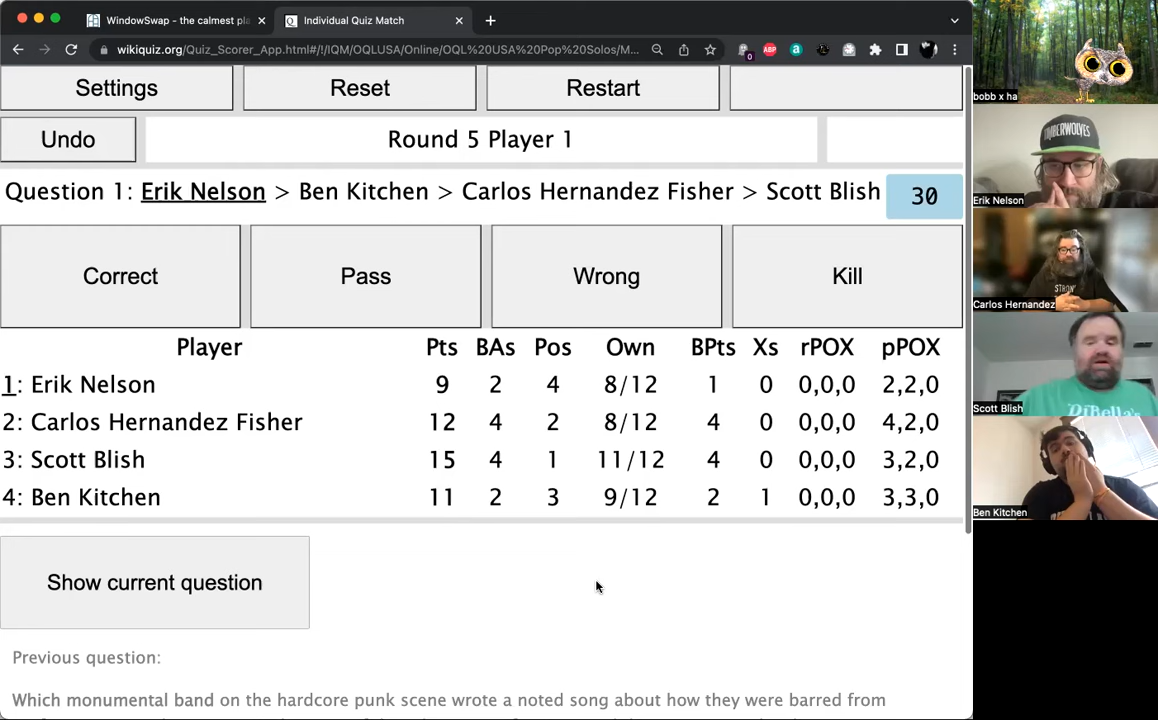 WindowSwap - the calmest pla
Individual Quiz Match
wikiquiz.org/Quiz_Scorer_App.html#/!/IQM/OQLUSA/Online/OQL%20USA%20Pop%20Solos/M...
0
ABP
a
Settings Reset Restart
Undo Round 5 Player 1
Question 1: Erik Nelson > Ben Kitchen > Carlos Hernandez Fisher > Scott Blish 30
Correct Pass Wrong Kill
Player Pts BAs Pos Own BPts Xs rPOX pPOX
1: Erik Nelson 9 2 4 8/12 1 0 0,0,0 2,2,0
2: Carlos Hernandez Fisher 12 4 2 8/12 4 0 0,0,0 4,2,0
3: Scott Blish 15 4 1 11/12 4 0 0,0,0 3,2,0
4: Ben Kitchen 11 2 3 9/12 2 1 0,0,0 3,3,0
Show current question
Previous question:
Which monumental band on the hardcore punk scene wrote a noted song about how they were barred from
bobb x ha
TIMBERWOLVES
Erik Nelson
STRON
Carlos Hernandez
DiBella's
Scott Blish
Ben Kitchen